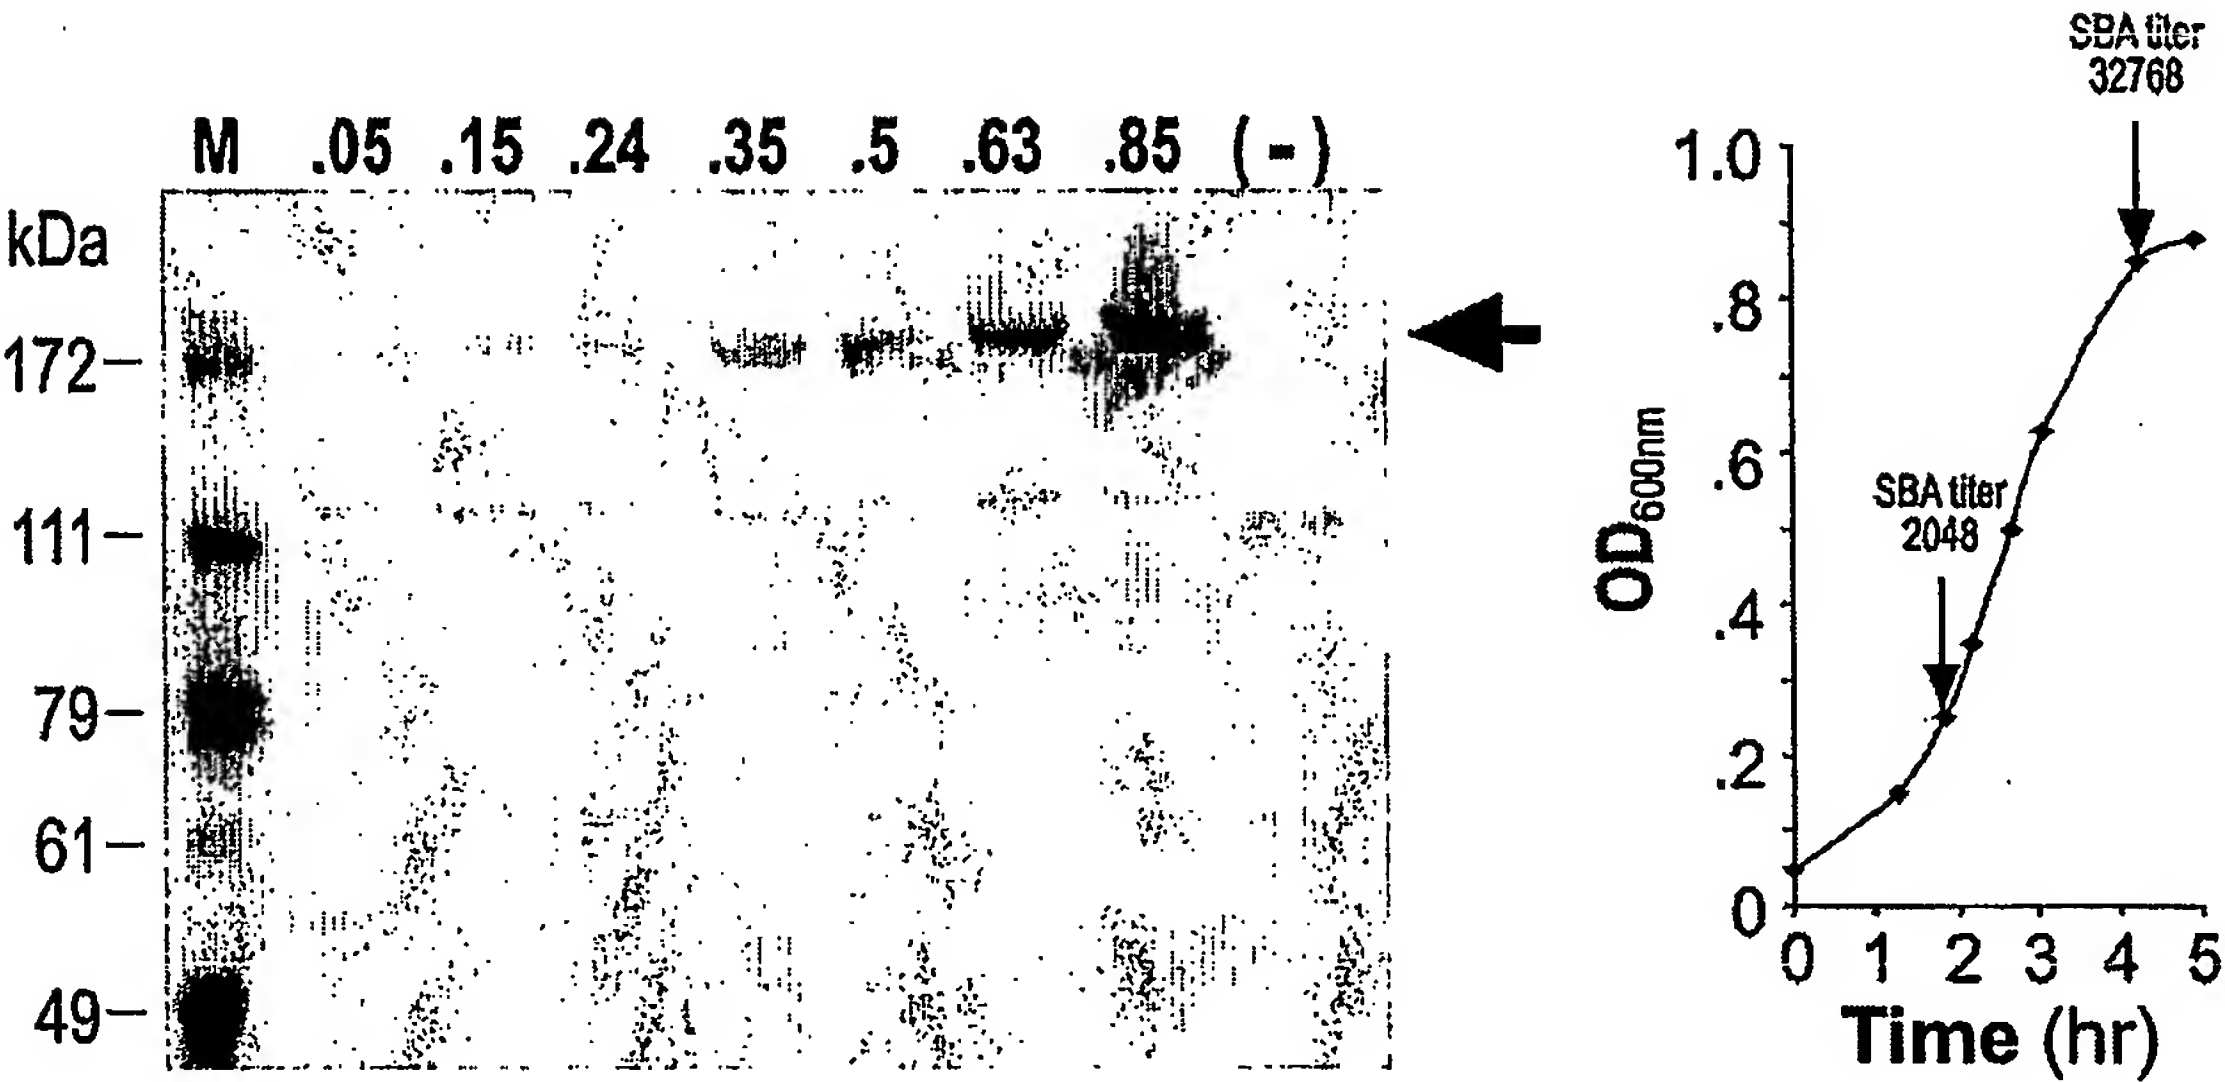 M .05 .15 .24 .35 .5 .63 .85 (-)
kDa
172
111
79
61
49
SBA titer
32768
SBA titer
2048
1.0
.8
.6
.4
.2
0
OD600nm
0 1 2 3 4 5
Time (hr)